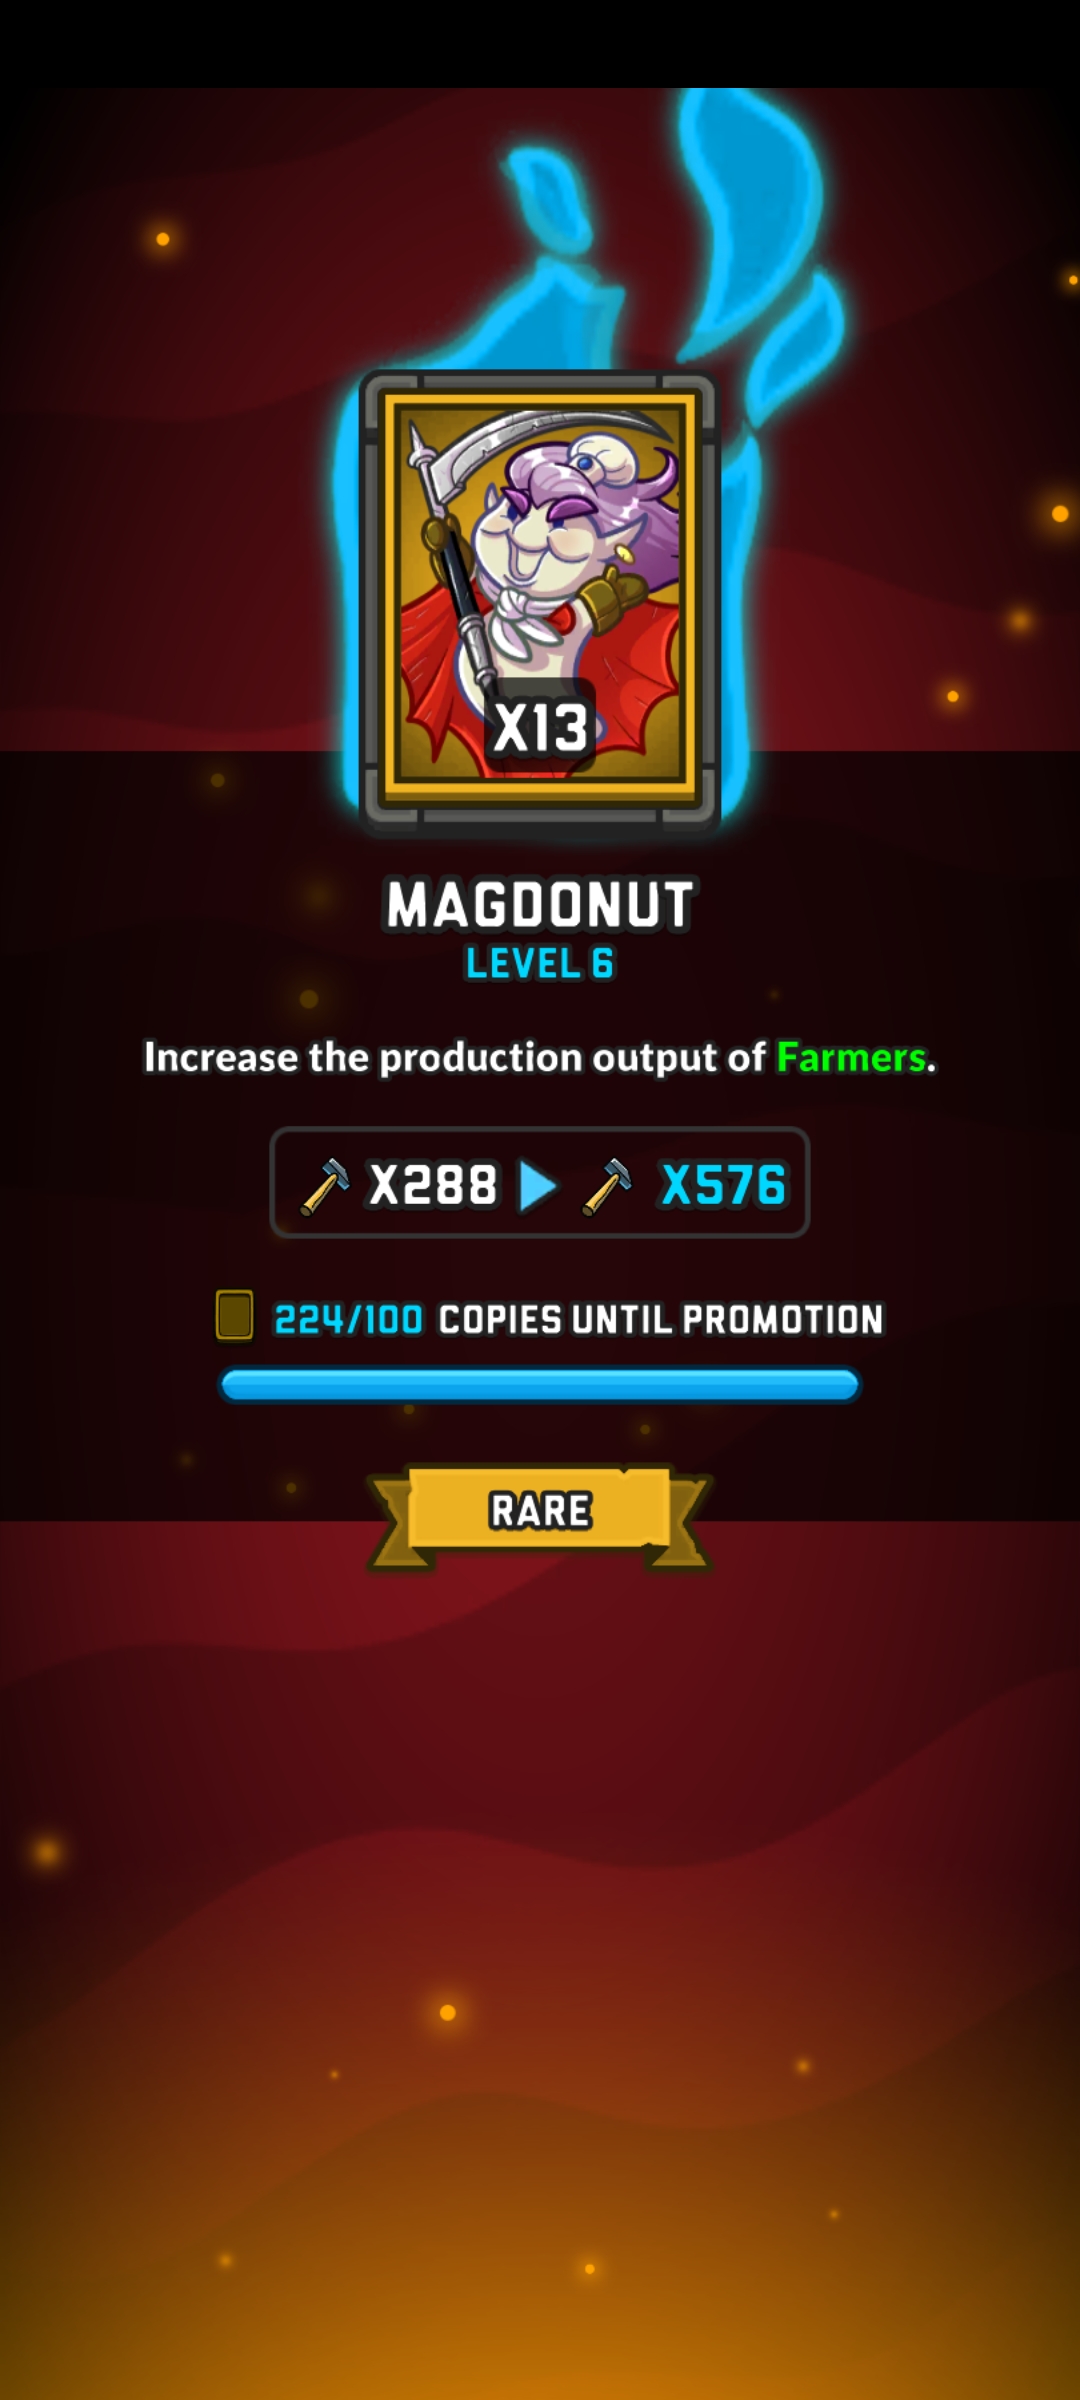 X13
MAGDONUT
LEVEL 6
Increase the production output of Farmers.
X288 X576
224/100 COPIES UNTIL PROMOTION
RARE